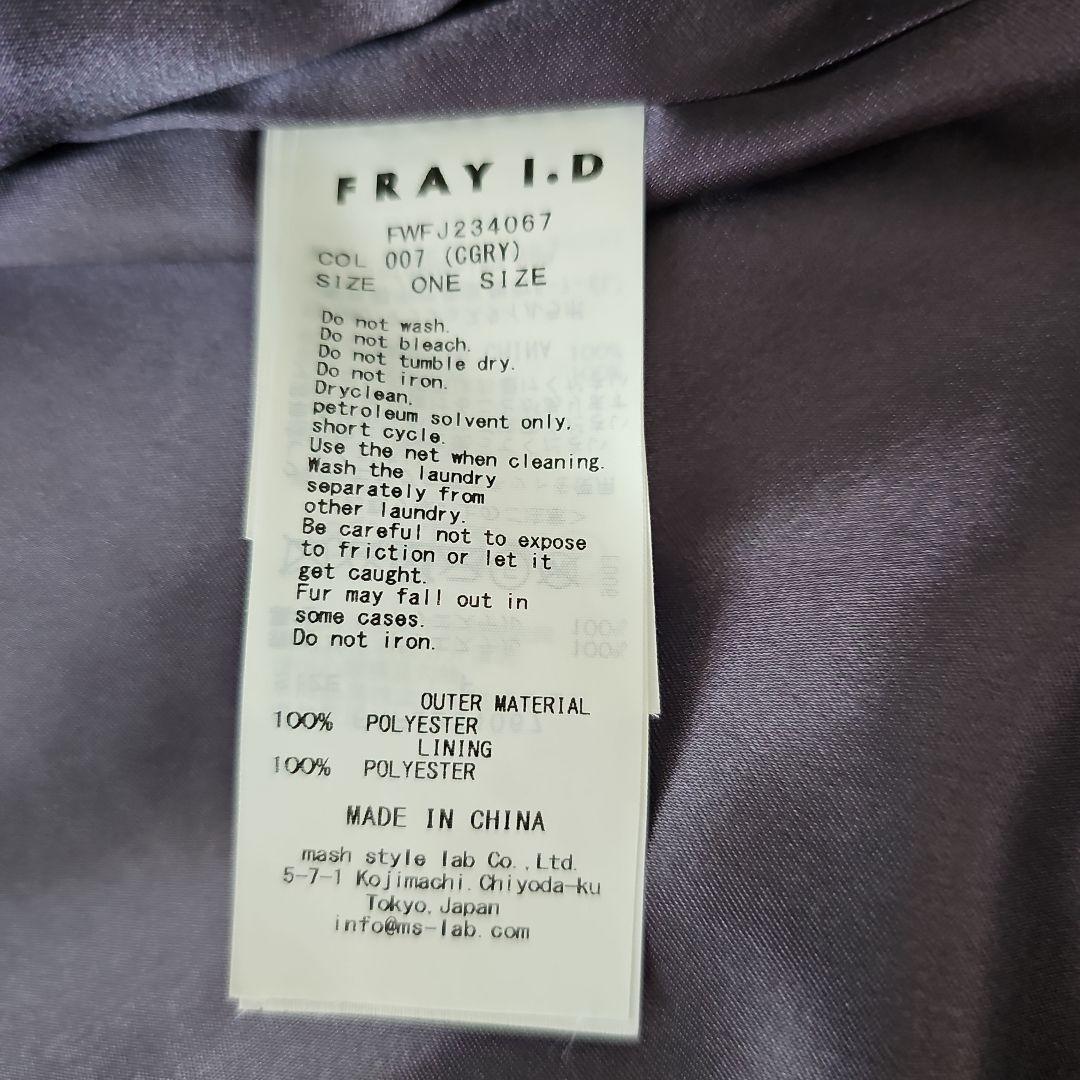 FRAY I.D
FWFJ234067
COL 007 (CGRY)
SIZE ONE SIZE
Do not wash.
Do not bleach.
Do not tumble dry.
Do not iron.
Dryclean,
petroleum solvent only,
short cycle.
Use the net when cleaning.
Wash the laundry
separately from
other laundry.
Be careful not to expose
to friction or let it
get caught.
Fur may fall out in
some cases.
Do not iron.
OUTER MATERIAL
100% POLYESTER
LINING
100% POLYESTER
MADE IN CHINA
mash style lab Co.,Ltd.
5-7-1 Kojimachi.Chiyoda-ku
Tokyo,Japan
info@ms-lab.com